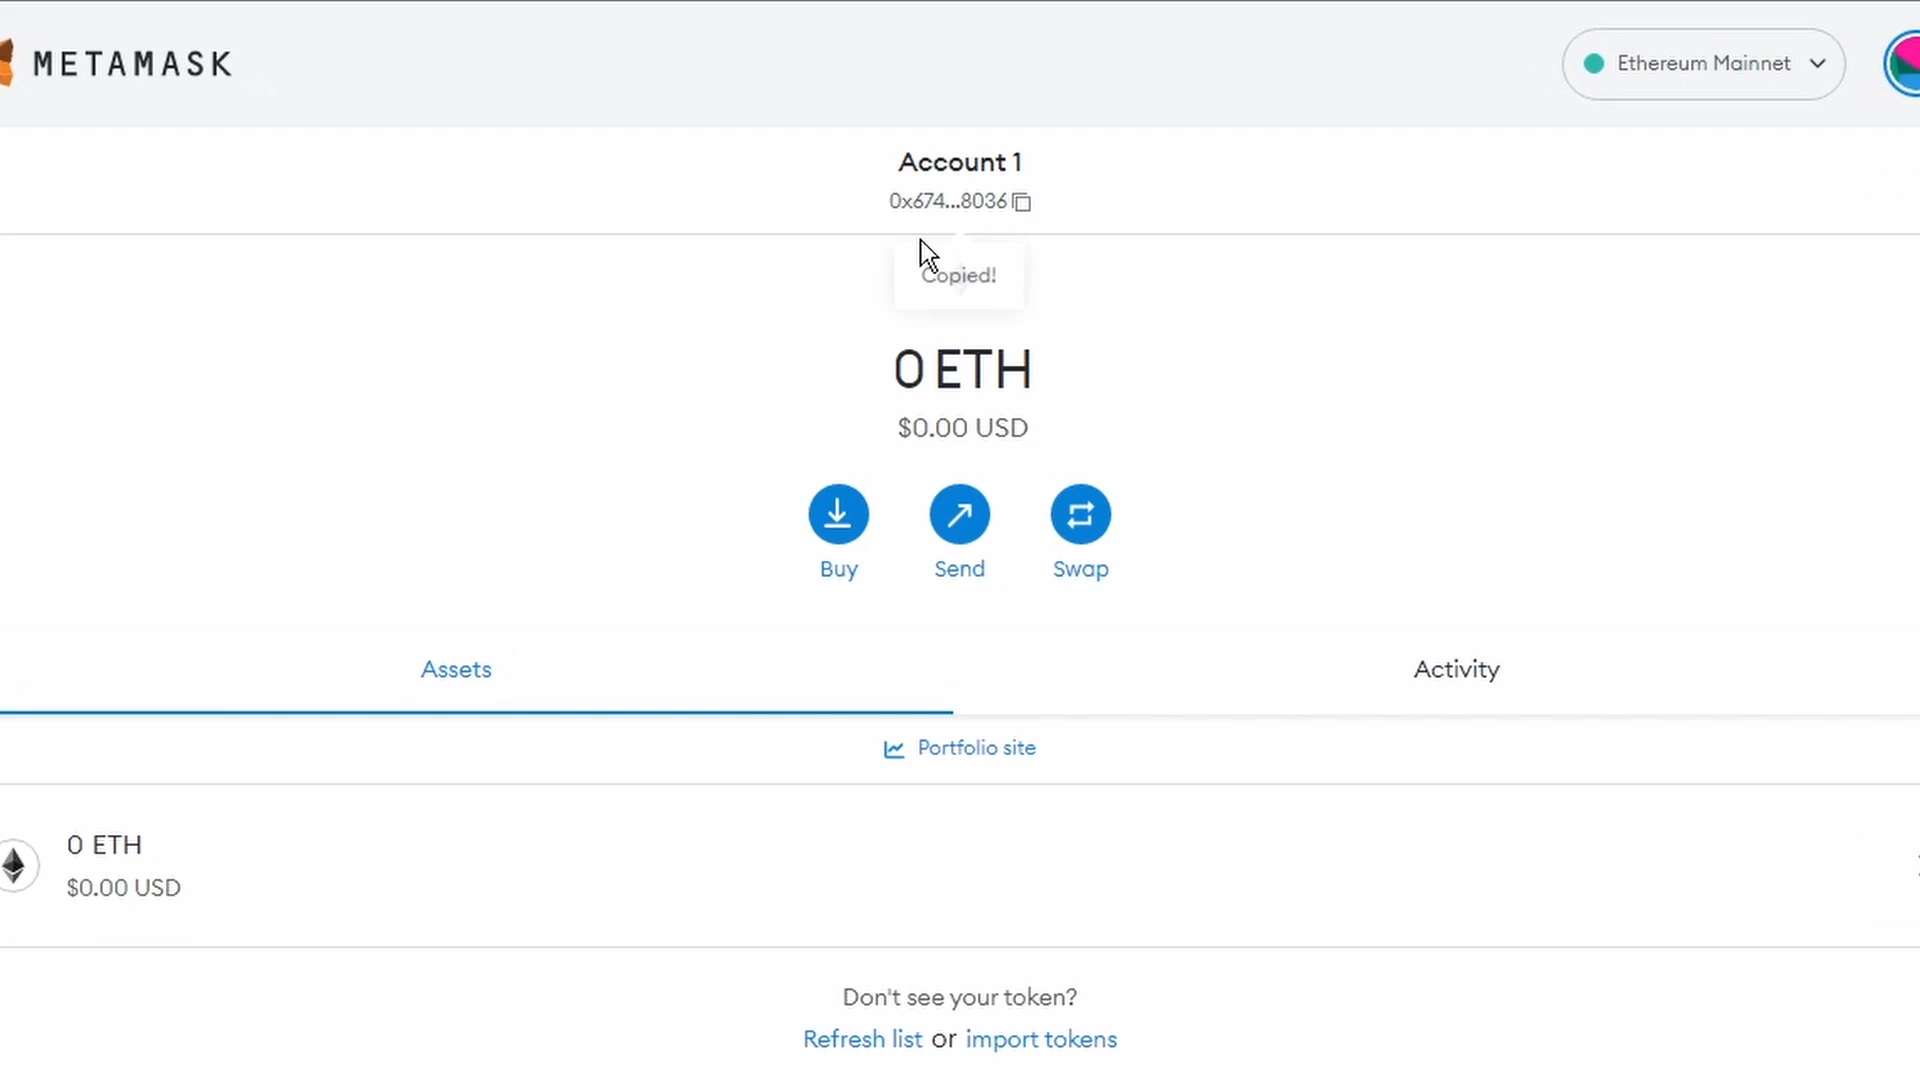 METAMASK
Ethereum Mainnet
Account 1
0x674...8036
Copied!
0 ETH
$0.00 USD
Buy
Send
Swap
Assets
Activity
Portfolio site
0 ETH
$0.00 USD
Don't see your token?
Refresh list or import tokens